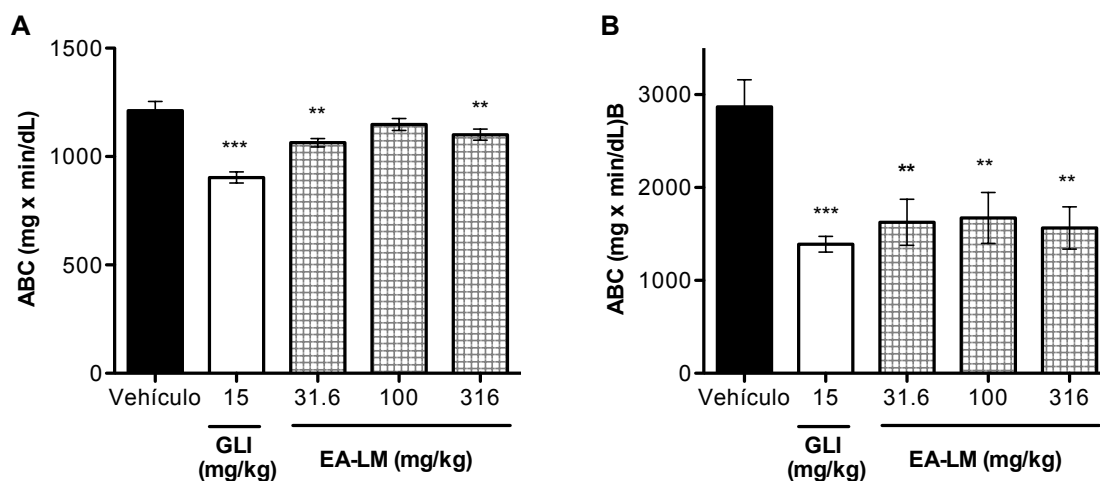 A
ABC (mg x min/dL)
1500
1000
500
0
***
**
**
Vehículo 15 31.6 100 316
GLI
(mg/kg)
EA-LM (mg/kg)
B
ABC (mg x min/dL)B
3000
2000
1000
0
***
**
**
**
Vehículo 15 31.6 100 316
GLI
(mg/kg)
EA-LM (mg/kg)